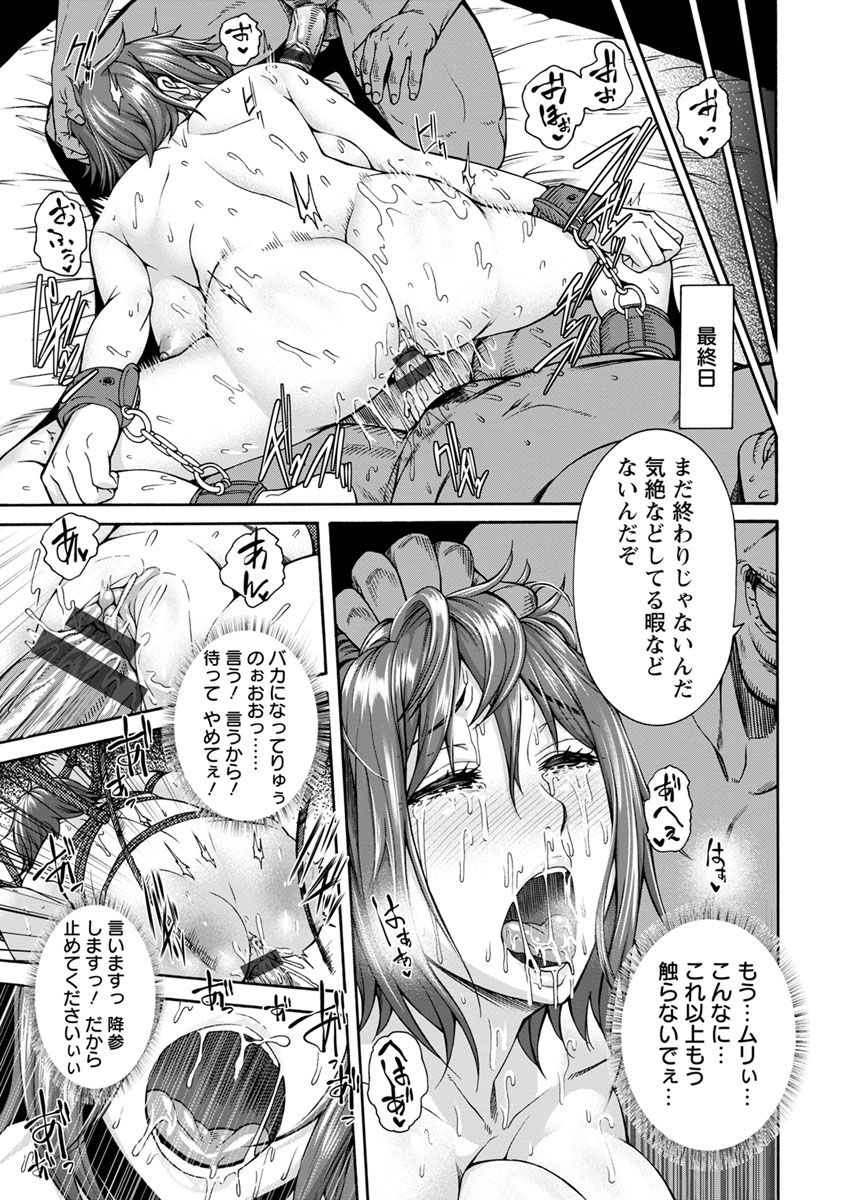 おっ
おお
おほぉ
おふぅ
最終日
まだ終わりじゃないんだ
気絶などしてる暇など
ないんだぞ
もう…ムリぃ…
こんなに…
これ以上もう
触らないでぇ…
あへぇ
はぁ
はぁぁ
へはぁ
あん
あん
バカになってりゅぅ
のぉおおっ……
言う！言うから！
待って やめてぇ！
言いますっ 降参
しますっ！だから
止めてくださいぃぃ